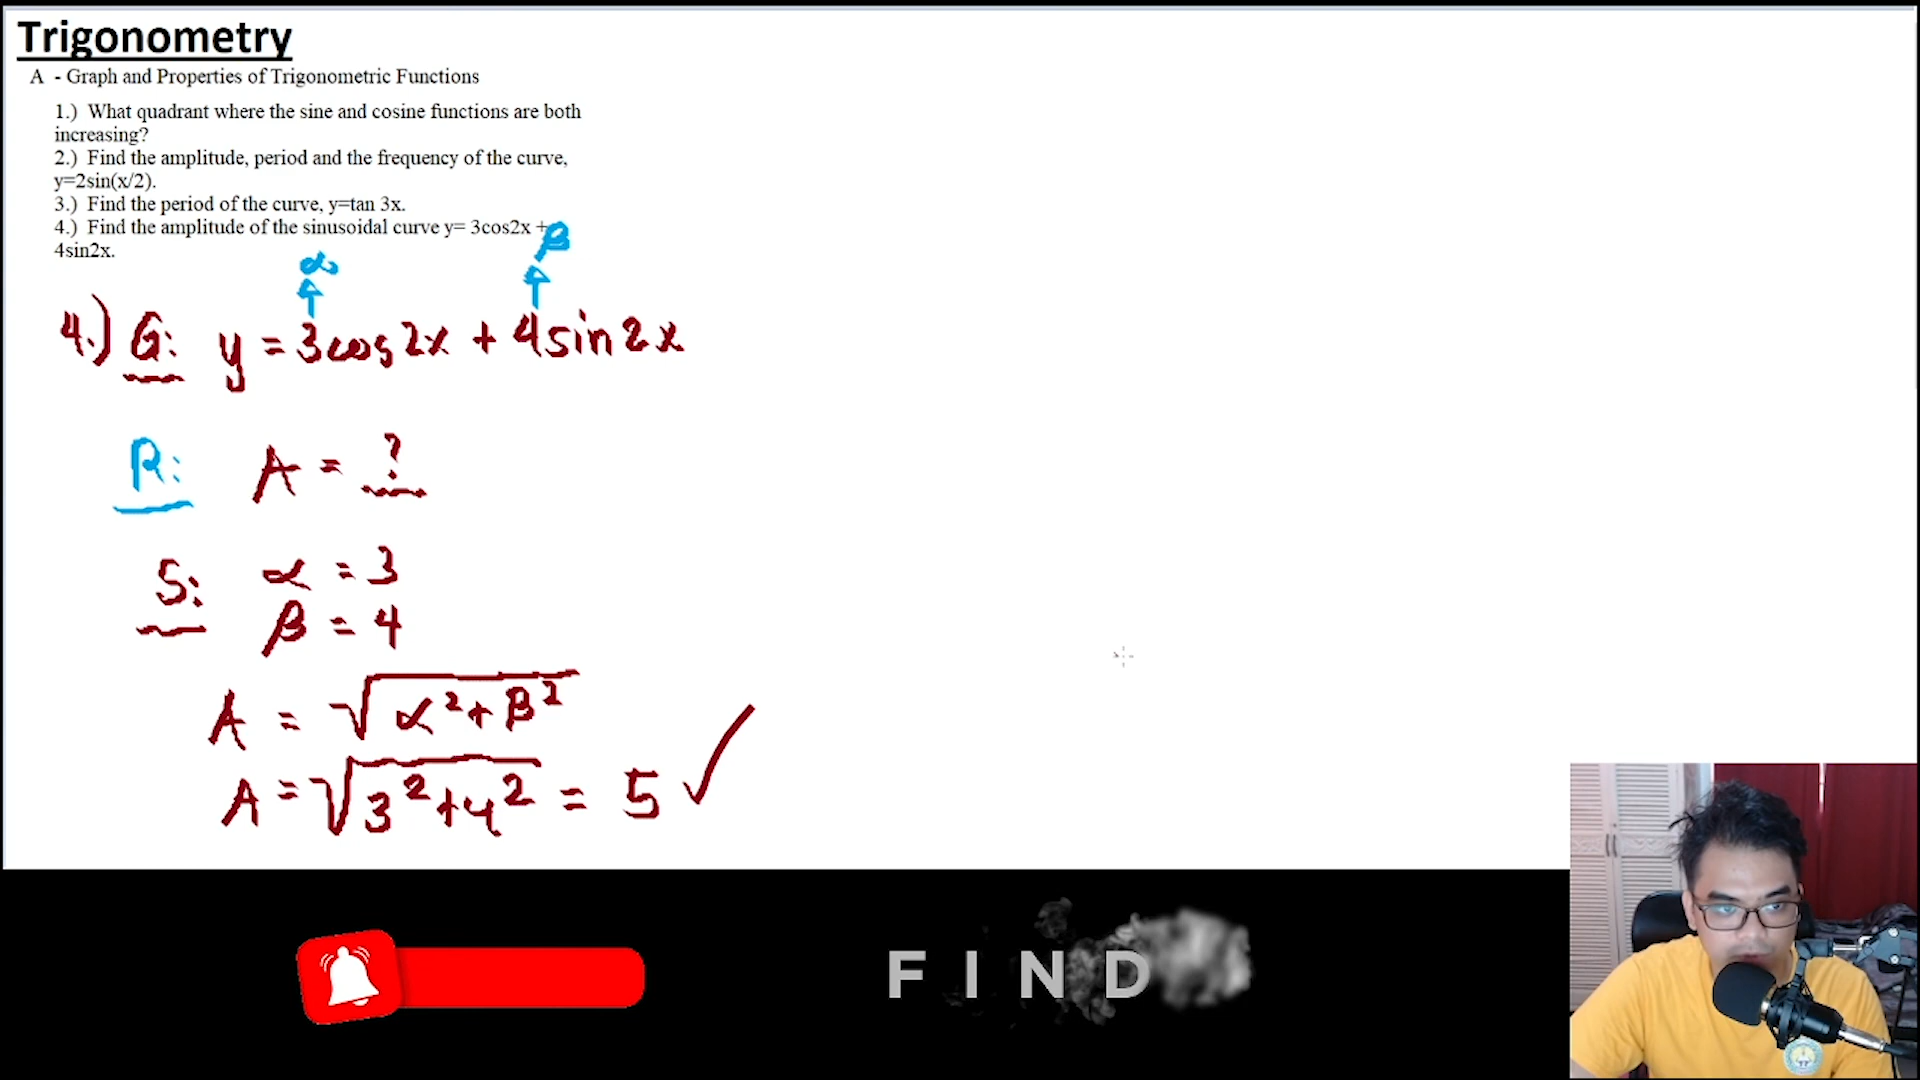 Trigonometry
A - Graph and Properties of Trigonometric Functions
1.) What quadrant where the sine and cosine functions are both
increasing?
2.) Find the amplitude, period and the frequency of the curve,
y=2sin(x/2).
3.) Find the period of the curve, y=tan 3x.
4.) Find the amplitude of the sinusoidal curve y= 3cos2x +
4sin2x.
α β
4.) G: y = 3cos2x + 4sin2x
R: A = ?
S: α = 3
β = 4
A = √α²+β²
A = √3²+4² = 5 ✓
FIND